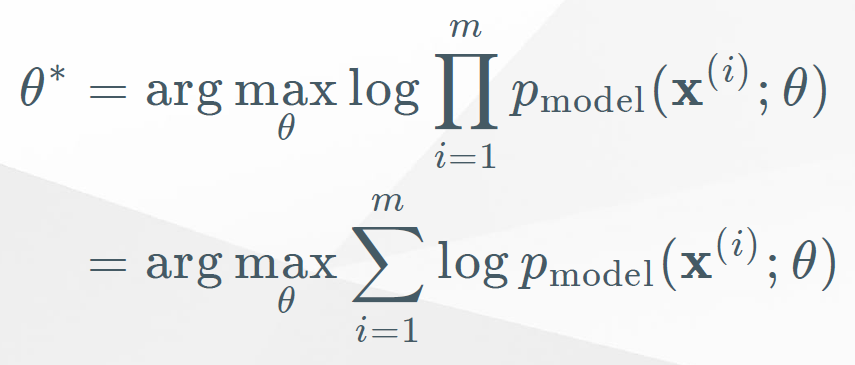 θ* = arg max_θ log ∏_{i=1}^{m} p_model(𝐱^(i); θ)
= arg max_θ ∑_{i=1}^{m} log p_model(𝐱^(i); θ)